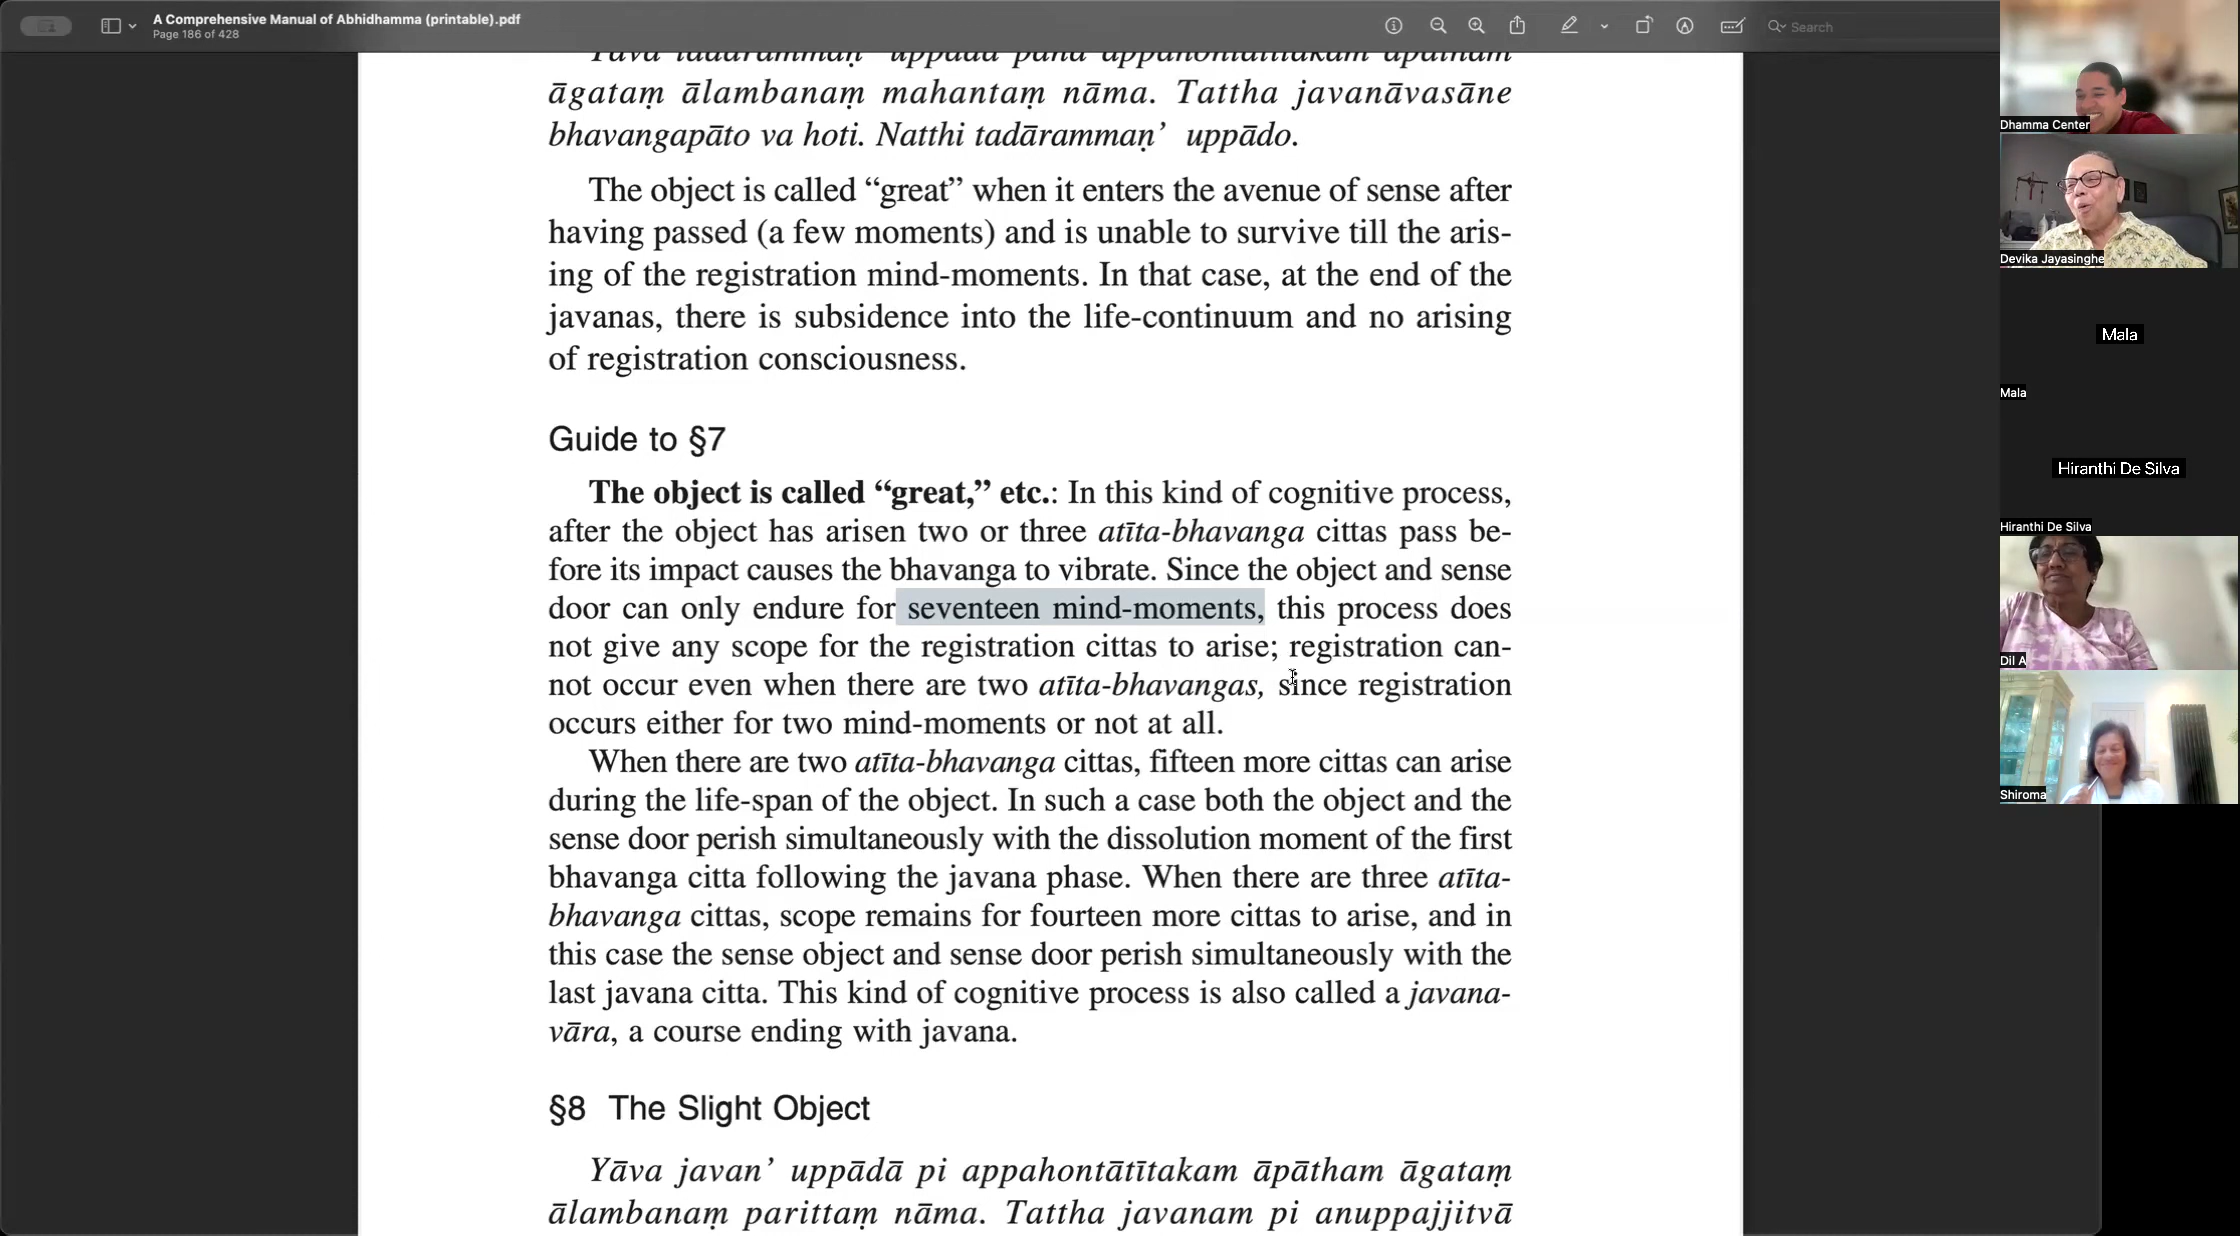 A Comprehensive Manual of Abhidhamma (printable).pdf
Page 186 of 428
Search
Yāva tadārammaṇ’ uppādā pana appahontātītakam āpātham
āgataṃ ālambanaṃ mahantaṃ nāma. Tattha javanāvasāne
bhavangapāto va hoti. Natthi tadārammaṇ’ uppādo.
The object is called “great” when it enters the avenue of sense after
having passed (a few moments) and is unable to survive till the aris-
ing of the registration mind-moments. In that case, at the end of the
javanas, there is subsidence into the life-continuum and no arising
of registration consciousness.
Guide to §7
The object is called “great,” etc.: In this kind of cognitive process,
after the object has arisen two or three atīta-bhavanga cittas pass be-
fore its impact causes the bhavanga to vibrate. Since the object and sense
door can only endure for seventeen mind-moments, this process does
not give any scope for the registration cittas to arise; registration can-
not occur even when there are two atīta-bhavangas, since registration
occurs either for two mind-moments or not at all.
When there are two atīta-bhavanga cittas, fifteen more cittas can arise
during the life-span of the object. In such a case both the object and the
sense door perish simultaneously with the dissolution moment of the first
bhavanga citta following the javana phase. When there are three atīta-
bhavanga cittas, scope remains for fourteen more cittas to arise, and in
this case the sense object and sense door perish simultaneously with the
last javana citta. This kind of cognitive process is also called a javana-
vāra, a course ending with javana.
§8 The Slight Object
Yāva javan’ uppādā pi appahontātītakam āpātham āgataṃ
ālambanaṃ parittaṃ nāma. Tattha javanam pi anuppajjitvā
Dhamma Center
Devika Jayasinghe
Mala
Mala
Hiranthi De Silva
Hiranthi De Silva
Dil A
Shiroma